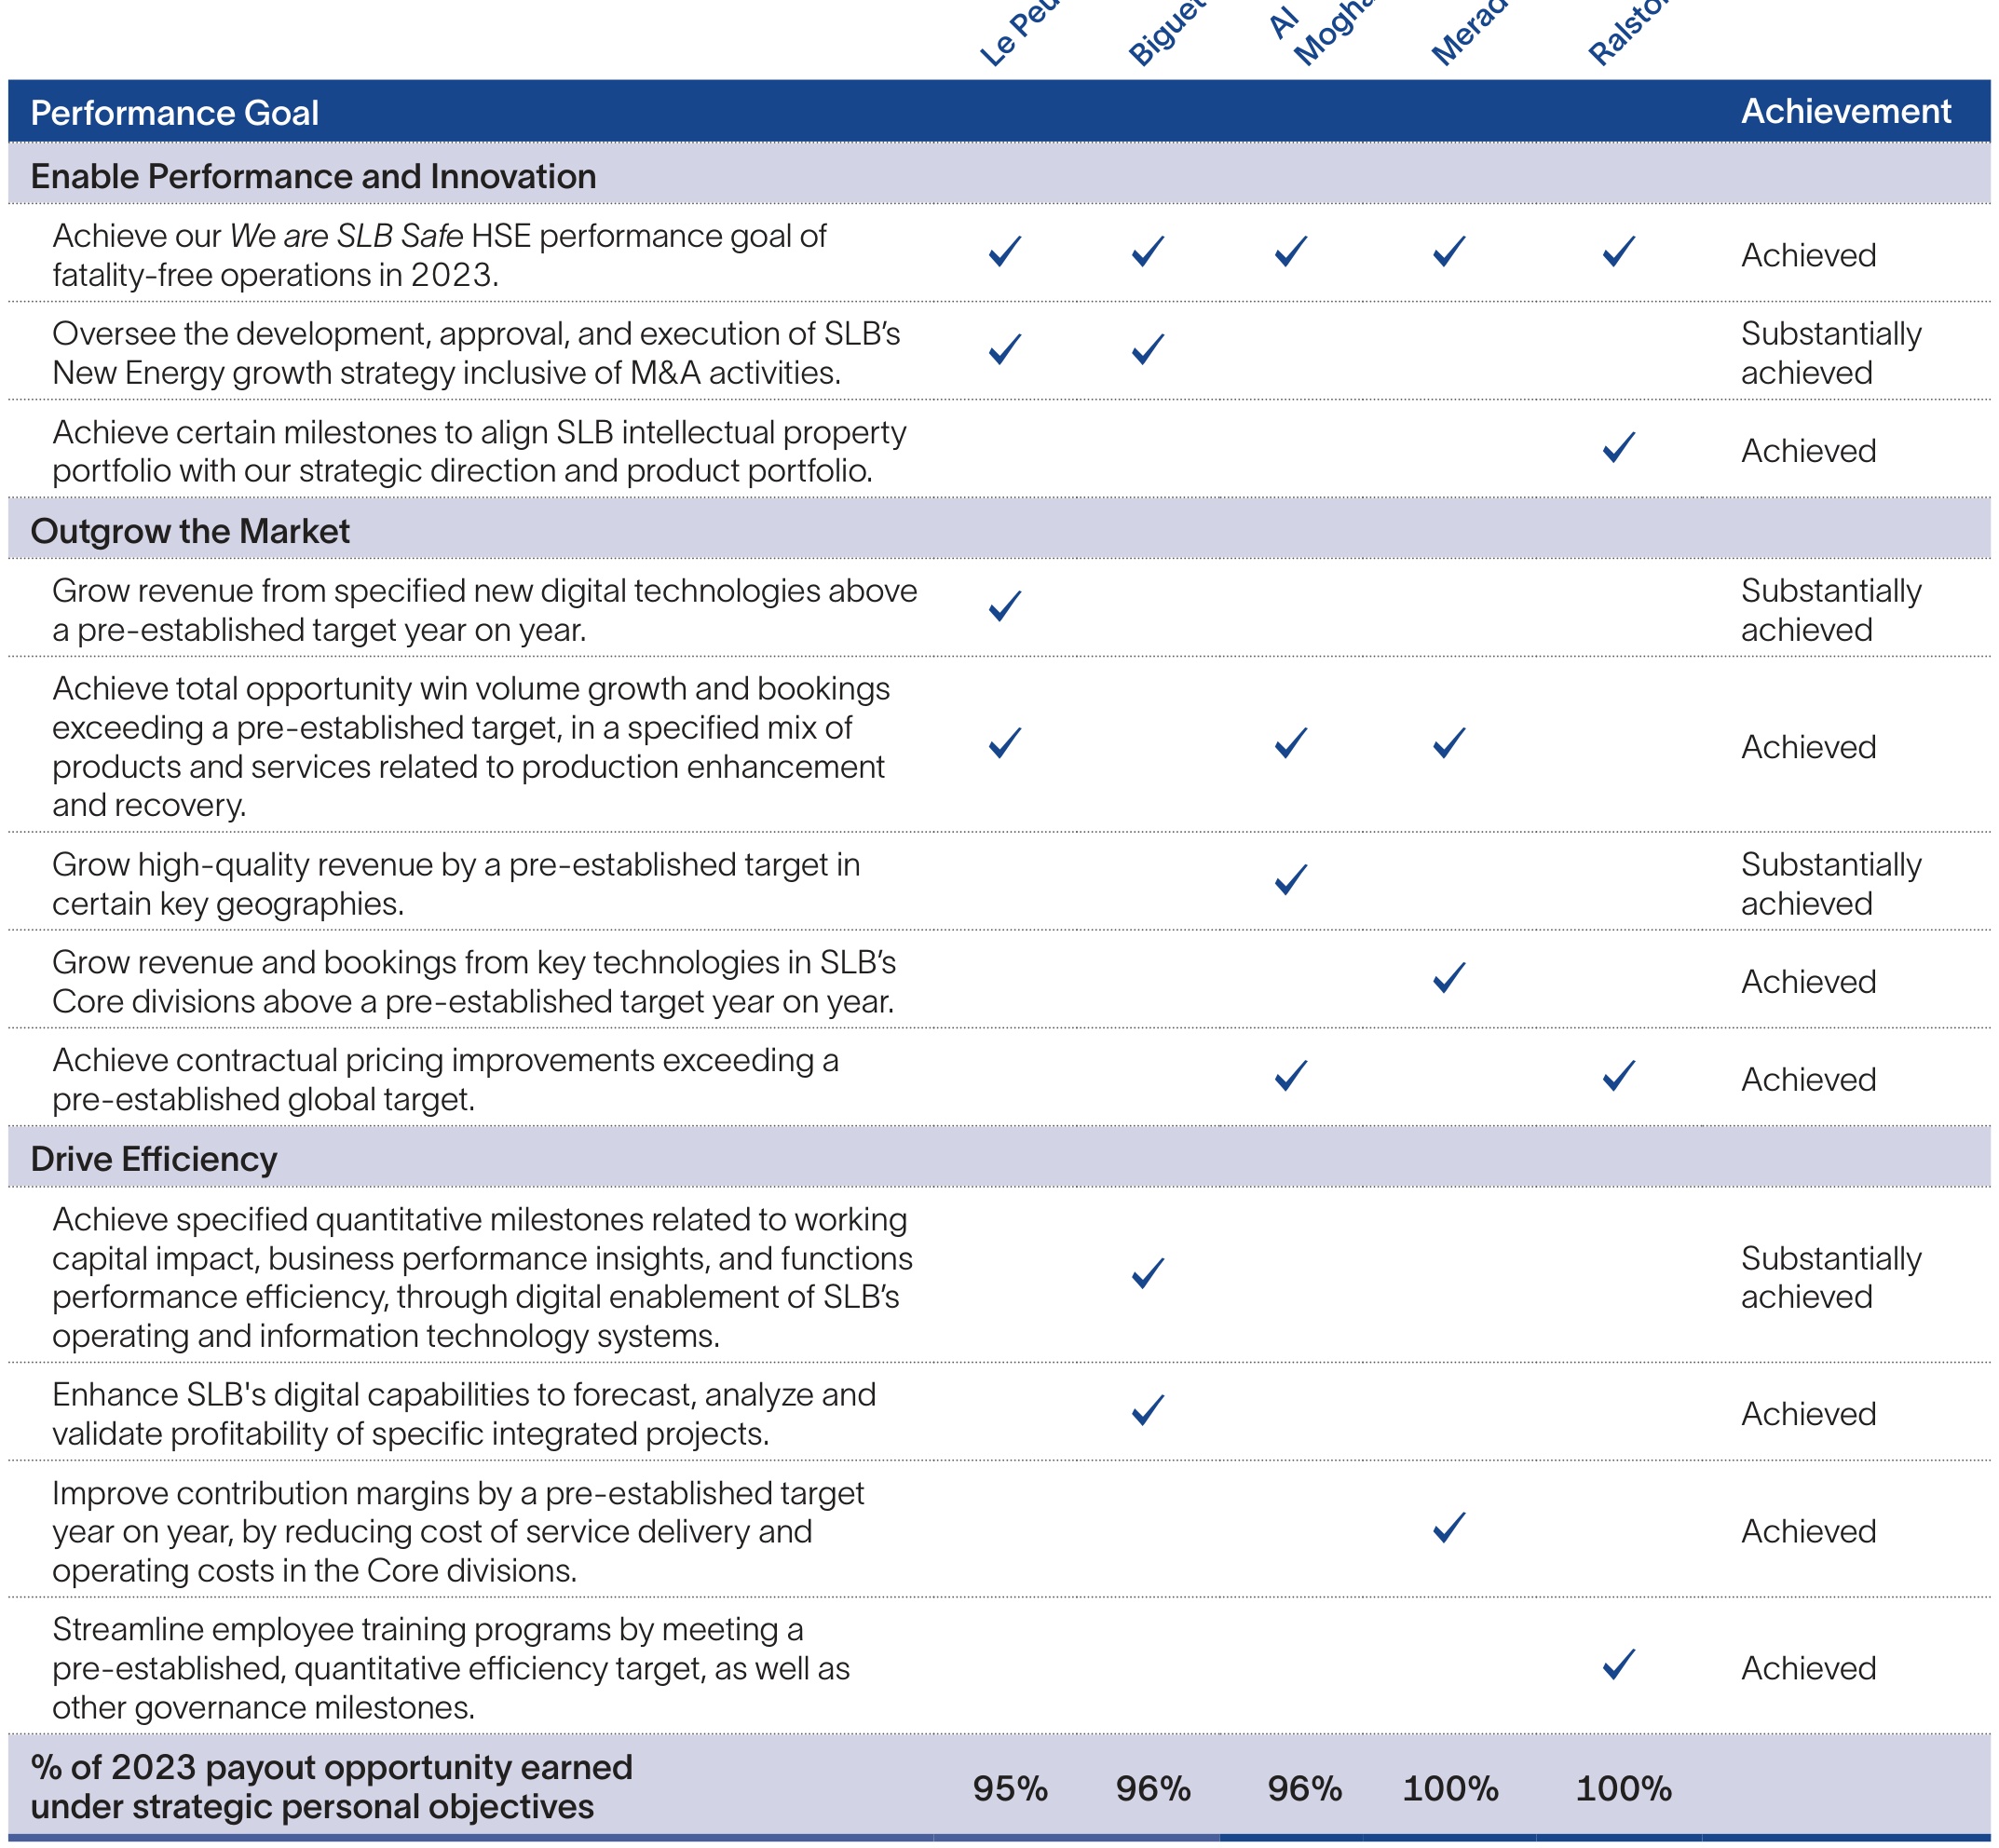 Le Peu
Biguet
Al
Mogha
Merad
Ralsto
Performance Goal Achievement
Enable Performance and Innovation
Achieve our We are SLB Safe HSE performance goal of
fatality-free operations in 2023.
✓ ✓ ✓ ✓ ✓ Achieved
Oversee the development, approval, and execution of SLB’s
New Energy growth strategy inclusive of M&A activities.
✓ ✓ Substantially
achieved
Achieve certain milestones to align SLB intellectual property
portfolio with our strategic direction and product portfolio.
✓ Achieved
Outgrow the Market
Grow revenue from specified new digital technologies above
a pre-established target year on year.
✓ Substantially
achieved
Achieve total opportunity win volume growth and bookings
exceeding a pre-established target, in a specified mix of
products and services related to production enhancement
and recovery.
✓ ✓ ✓ Achieved
Grow high-quality revenue by a pre-established target in
certain key geographies.
✓ Substantially
achieved
Grow revenue and bookings from key technologies in SLB’s
Core divisions above a pre-established target year on year.
✓ Achieved
Achieve contractual pricing improvements exceeding a
pre-established global target.
✓ ✓ Achieved
Drive Efficiency
Achieve specified quantitative milestones related to working
capital impact, business performance insights, and functions
performance efficiency, through digital enablement of SLB’s
operating and information technology systems.
✓ Substantially
achieved
Enhance SLB's digital capabilities to forecast, analyze and
validate profitability of specific integrated projects.
✓ Achieved
Improve contribution margins by a pre-established target
year on year, by reducing cost of service delivery and
operating costs in the Core divisions.
✓ Achieved
Streamline employee training programs by meeting a
pre-established, quantitative efficiency target, as well as
other governance milestones.
✓ Achieved
% of 2023 payout opportunity earned
under strategic personal objectives
95% 96% 96% 100% 100%